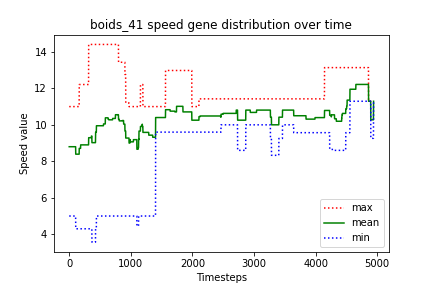 boids_41 speed gene distribution over time
14
12
10
8
6
4
Speed value
0
1000
2000
3000
4000
5000
Timesteps
max
mean
min